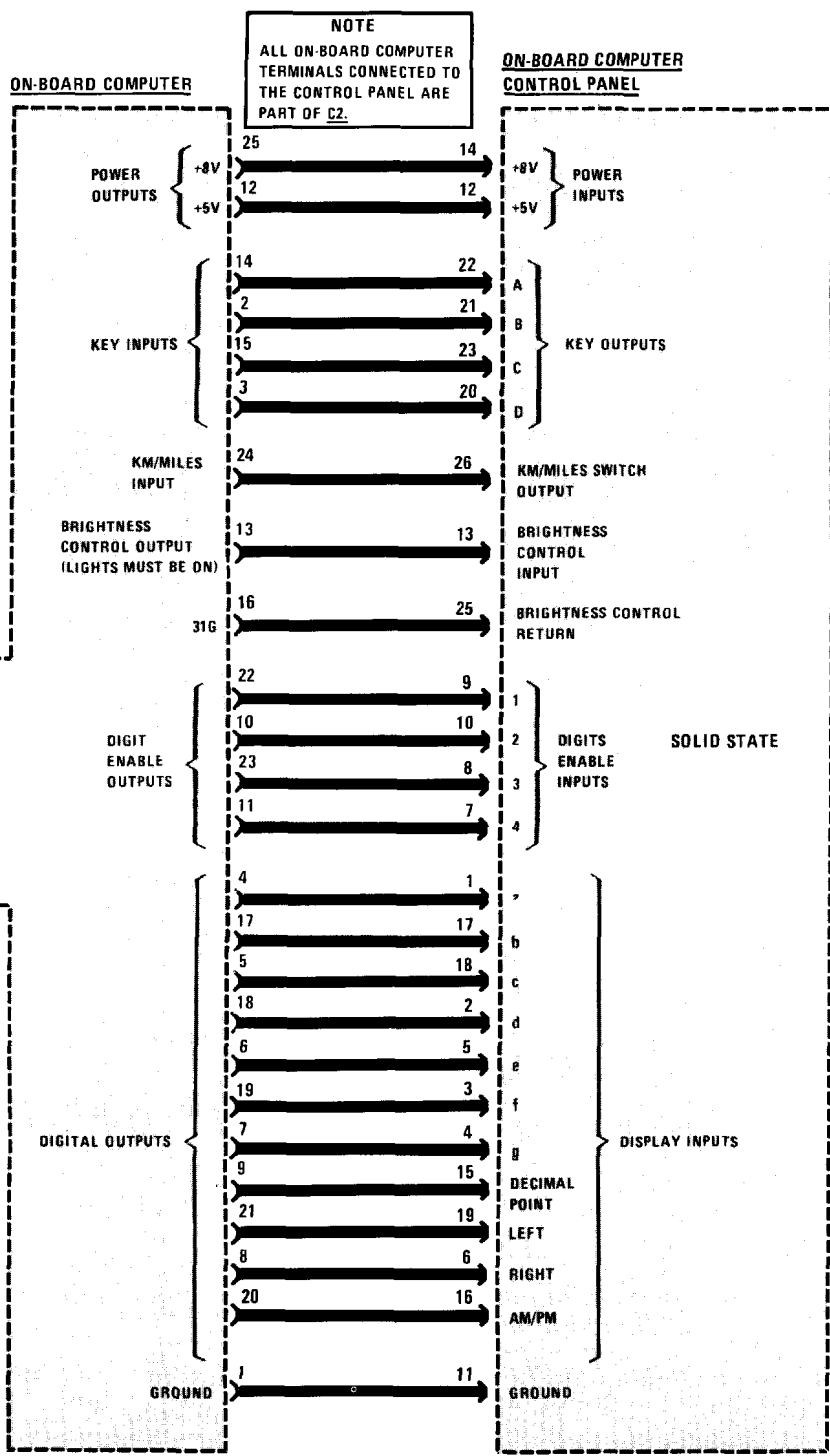 NOTE
ALL ON-BOARD COMPUTER
TERMINALS CONNECTED TO
THE CONTROL PANEL ARE
PART OF C2.
ON-BOARD COMPUTER
ON-BOARD COMPUTER
CONTROL PANEL
POWER
OUTPUTS
+8V 25 14 +8V
+5V 12 12 +5V
POWER
INPUTS
KEY INPUTS
14 22 A
2 21 B
15 23 C
3 20 D
KEY OUTPUTS
KM/MILES
INPUT
24 26
KM/MILES SWITCH
OUTPUT
BRIGHTNESS
CONTROL OUTPUT
(LIGHTS MUST BE ON)
13 13
BRIGHTNESS
CONTROL
INPUT
31G 16 25
BRIGHTNESS CONTROL
RETURN
DIGIT
ENABLE
OUTPUTS
22 9 1
10 10 2
23 8 3
11 7 4
DIGITS
ENABLE
INPUTS
SOLID STATE
DIGITAL OUTPUTS
4 1
17 17 b
5 18 c
18 2 d
6 5 e
19 3 f
7 4 g
9 15 DECIMAL
POINT
21 19 LEFT
8 6 RIGHT
20 16 AM/PM
DISPLAY INPUTS
GROUND 1 11 GROUND